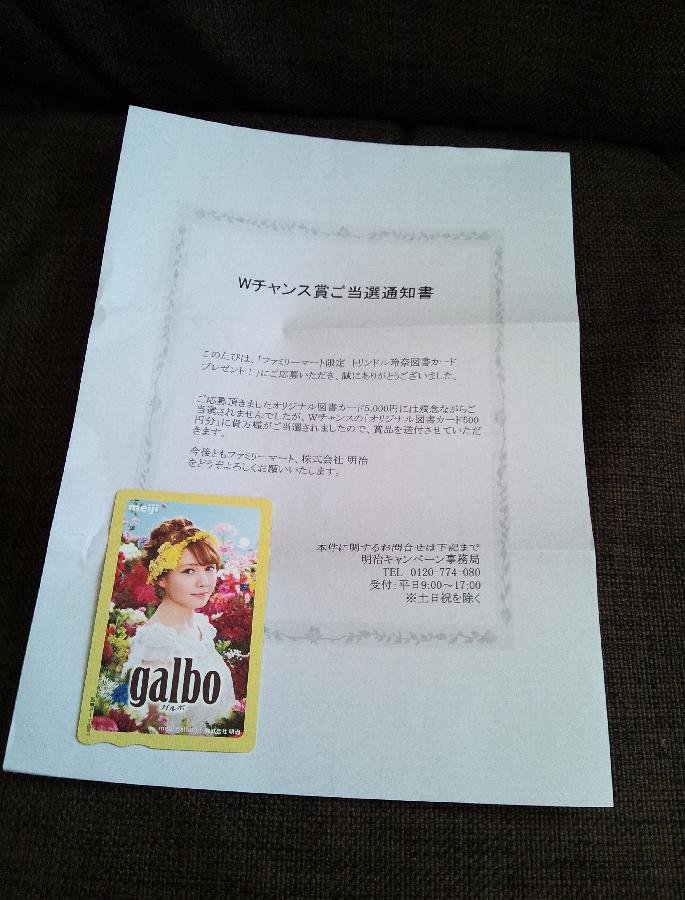 Wチャンス賞ご当選通知書
このたびは、「ファミリーマート限定 トリンドル玲奈図書カード
プレゼント！」にご応募いただき、誠にありがとうございました。
ご応募頂きましたオリジナル図書カード5,000円には残念ながらご
当選されませんでしたが、Wチャンスの「オリジナル図書カード500
円分」に貴方様がご当選されましたので、賞品を送付させていただ
きます。
今後ともファミリーマート、株式会社 明治
をどうぞよろしくお願いいたします。
本件に関するお問合せは下記まで
明治キャンペーン事務局
TEL 0120-774-080
受付：平日9:00～17:00
※土日祝を除く
meiji
galbo
ガルボ
meiji galbo 株式会社 明治